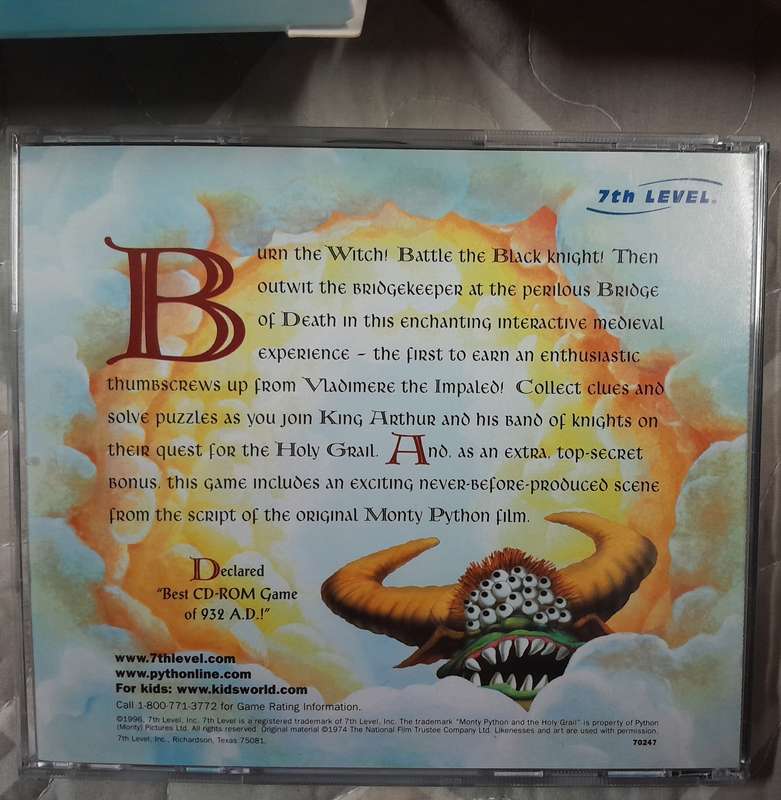 7th LEVEL.
Burn the Witch! Battle the Black knight! Then
outwit the bridgekeeper at the perilous Bridge
of Death in this enchanting interactive medieval
experience – the first to earn an enthusiastic
thumbscrews up from Vladimere the Impaled! Collect clues and
solve puzzles as you join King Arthur and his band of knights on
their quest for the Holy Grail. And, as an extra, top-secret
bonus, this game includes an exciting never-before-produced scene
from the script of the original Monty Python film.
Declared
"Best CD-ROM Game
of 932 A.D.!"
www.7thlevel.com
www.pythonline.com
For kids: www.kidsworld.com
Call 1-800-771-3772 for Game Rating Information.
©1996, 7th Level, Inc. 7th Level is a registered trademark of 7th Level, Inc. The trademark "Monty Python and the Holy Grail" is property of Python
(Monty) Pictures Ltd. All rights reserved. Original material ©1974 The National Film Trustee Company Ltd. Likenesses and art are used with permission.
7th Level, Inc., Richardson, Texas 75081.
70247